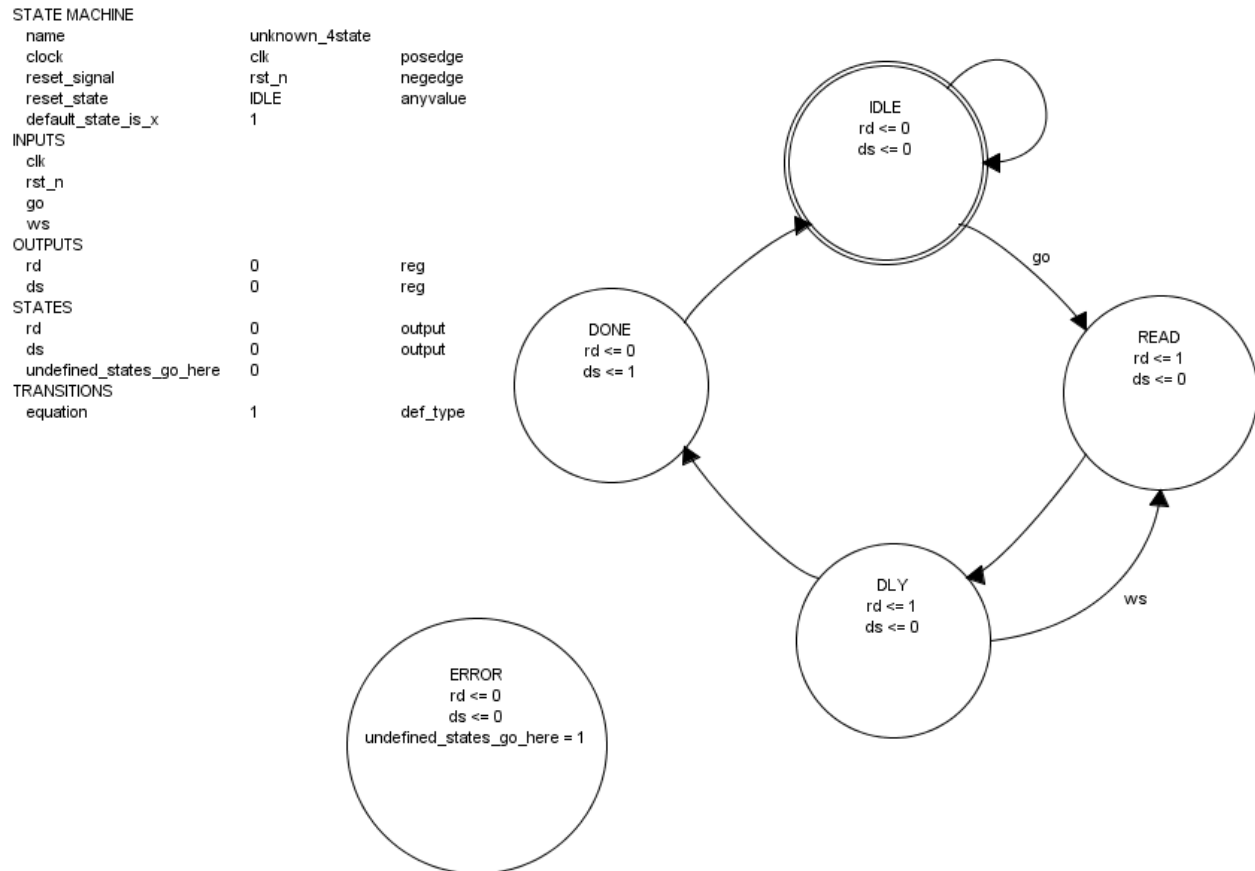 STATE MACHINE
name unknown_4state
clock clk posedge
reset_signal rst_n negedge
reset_state IDLE anyvalue
default_state_is_x 1
INPUTS
clk
rst_n
go
ws
OUTPUTS
rd 0 reg
ds 0 reg
STATES
rd 0 output
ds 0 output
undefined_states_go_here 0
TRANSITIONS
equation 1 def_type
IDLE
rd <= 0
ds <= 0
go
DONE
rd <= 0
ds <= 1
READ
rd <= 1
ds <= 0
DLY
rd <= 1
ds <= 0
ws
ERROR
rd <= 0
ds <= 0
undefined_states_go_here = 1